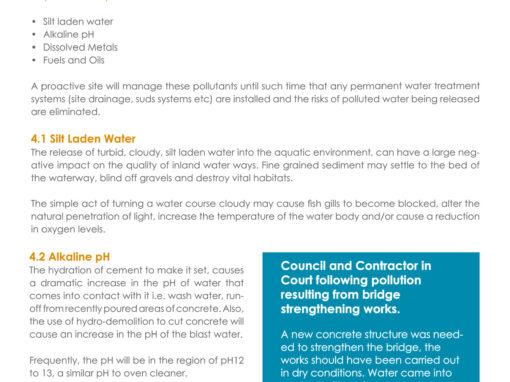 • Silt laden water
• Alkaline pH
• Dissolved Metals
• Fuels and Oils
A proactive site will manage these pollutants until such time that any permanent water treatment
systems (site drainage, suds systems etc) are installed and the risks of polluted water being released
are eliminated.
4.1 Silt Laden Water
The release of turbid, cloudy, silt laden water into the aquatic environment, can have a large neg-
ative impact on the quality of inland water ways. Fine grained sediment may settle to the bed of
the waterway, blind off gravels and destroy vital habitats.
The simple act of turning a water course cloudy may cause fish gills to become blocked, alter the
natural penetration of light, increase the temperature of the water body and/or cause a reduction
in oxygen levels.
4.2 Alkaline pH
The hydration of cement to make it set, causes
a dramatic increase in the pH of water that
comes into contact with it i.e. wash water, run-
off from recently poured areas of concrete. Also,
the use of hydro-demolition to cut concrete will
cause an increase in the pH of the blast water.
Frequently, the pH will be in the region of pH12
to 13, a similar pH to oven cleaner.
Council and Contractor in
Court following pollution
resulting from bridge
strengthening works.
A new concrete structure was need-
ed to strengthen the bridge, the
works should have been carried out
in dry conditions. Water came into